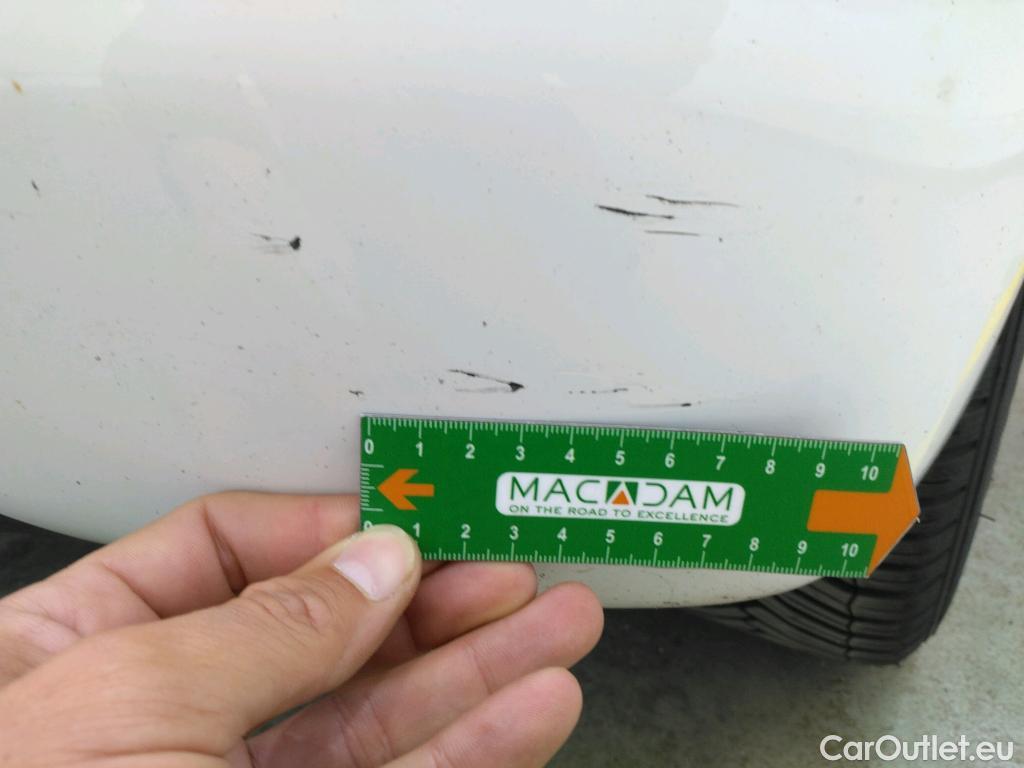 0 1 2 3 4 5 6 7 8 9 10
MACADAM
ON THE ROAD TO EXCELLENCE
0 1 2 3 4 5 6 7 8 9 10
CarOutlet.eu